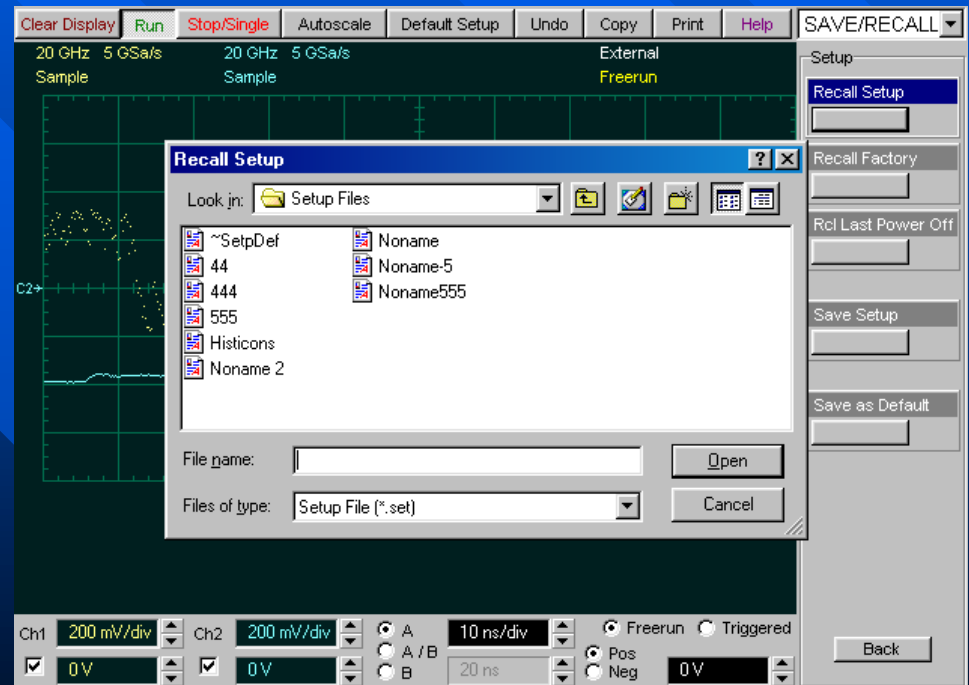 Clear Display Run Stop/Single Autoscale Default Setup Undo Copy Print Help SAVE/RECALL
20 GHz 5 GSa/s 20 GHz 5 GSa/s External
Sample Sample Freerun
Setup
Recall Setup
Recall Factory
Rcl Last Power Off
Save Setup
Save as Default
Back
C2
Recall Setup
Look in: Setup Files
~SetpDef
44
444
555
Histicons
Noname 2
Noname
Noname-5
Noname555
File name: Open
Files of type: Setup File (*.set) Cancel
Ch1 200 mV/div Ch2 200 mV/div A 10 ns/div Freerun Triggered
A / B Pos
0 V 0 V B 20 ns Neg 0 V